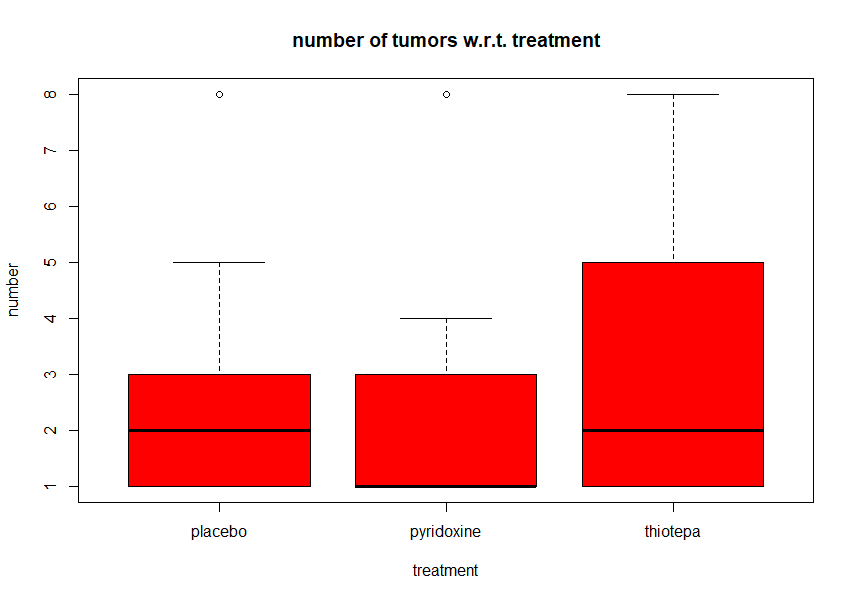 number of tumors w.r.t. treatment
8
7
6
5
4
3
2
1
number
placebo pyridoxine thiotepa
treatment